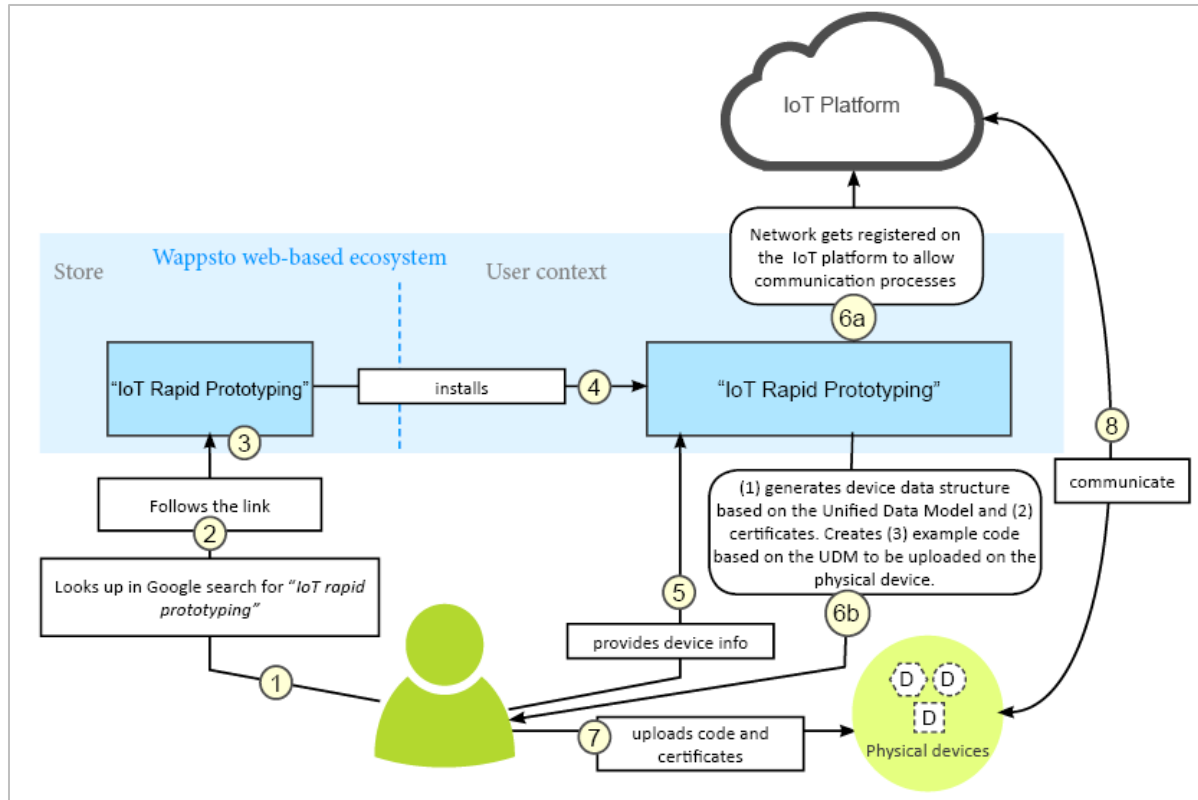 IoT Platform
Network gets registered on
the IoT platform to allow
communication processes
6a
Wappsto web-based ecosystem
Store
User context
"IoT Rapid Prototyping"
3
installs
4
"IoT Rapid Prototyping"
8
communicate
Follows the link
2
Looks up in Google search for "IoT rapid
prototyping"
1
5
provides device info
(1) generates device data structure
based on the Unified Data Model and (2)
certificates. Creates (3) example code
based on the UDM to be uploaded on the
physical device.
6b
7
uploads code and
certificates
D D
D
Physical devices